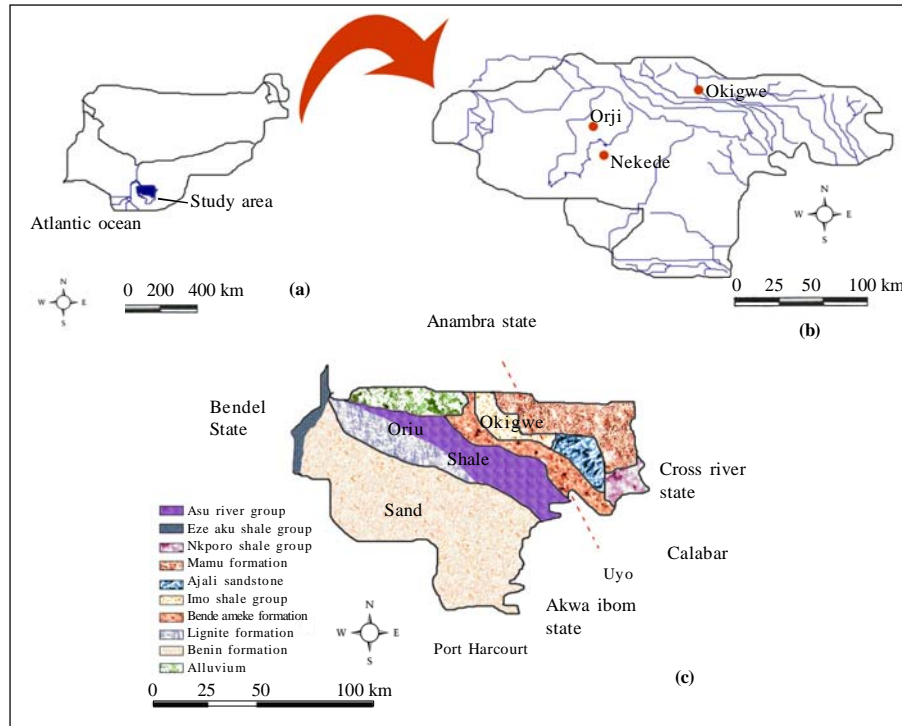 Okigwe
Orji
Nekede
Study area
Atlantic ocean
N
W E
S
0 200 400 km
(a)
N
W E
S
0 25 50 100 km
(b)
Anambra state
Bendel
State
Oriu
Okigwe
Shale
Sand
Cross river
state
Calabar
Uyo
Akwa ibom
state
Port Harcourt
Asu river group
Eze aku shale group
Nkporo shale group
Mamu formation
Ajali sandstone
Imo shale group
Bende ameke formation
Lignite formation
Benin formation
Alluvium
N
W E
S
0 25 50 100 km
(c)